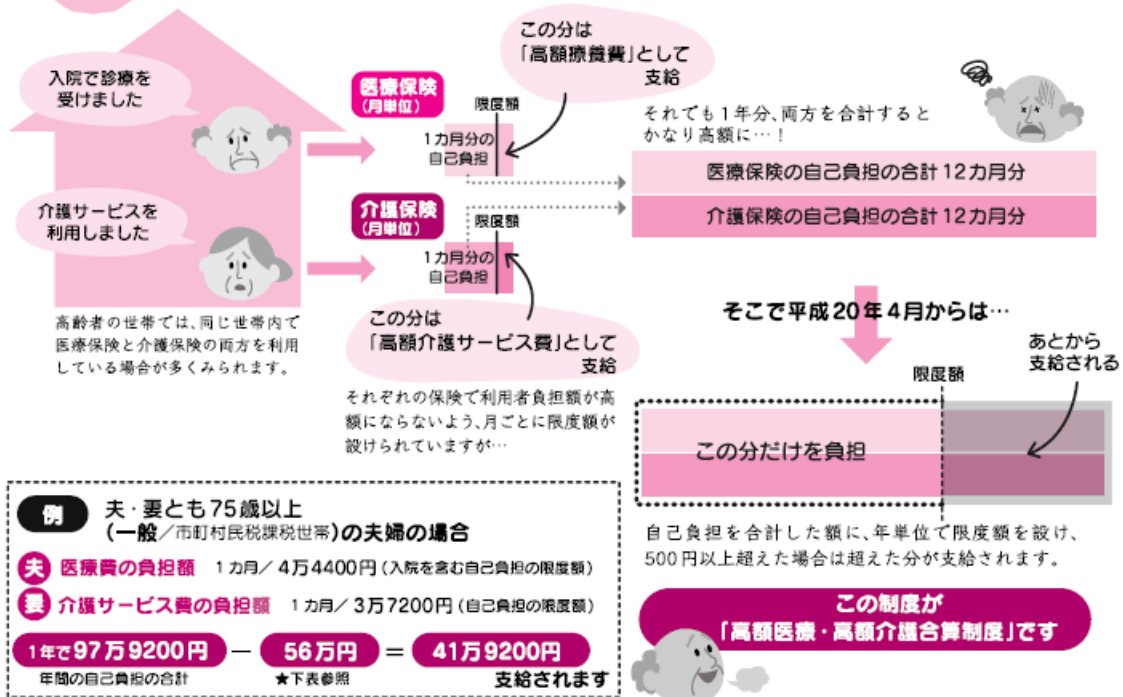 入院で診療を
受けました
介護サービスを
利用しました
高齢者の世帯では、同じ世帯内で
医療保険と介護保険の両方を利用
している場合が多くみられます。
医療保険
(月単位)
限度額
1カ月分の
自己負担
この分は
「高額療養費」として
支給
介護保険
(月単位)
限度額
1カ月分の
自己負担
この分は
「高額介護サービス費」として
支給
それぞれの保険で利用者負担額が高
額にならないよう、月ごとに限度額が
設けられていますが…
それでも1年分、両方を合計すると
かなり高額に…!
医療保険の自己負担の合計12カ月分
介護保険の自己負担の合計12カ月分
そこで平成20年4月からは…
あとから
支給される
限度額
この分だけを負担
自己負担を合計した額に、年単位で限度額を設け、
500円以上超えた場合は超えた分が支給されます。
この制度が
「高額医療・高額介護合算制度」です
例
夫・妻とも75歳以上
(一般/市町村民税課税世帯)の夫婦の場合
夫 医療費の負担額 1カ月/4万4400円(入院を含む自己負担の限度額)
妻 介護サービス費の負担額 1カ月/3万7200円(自己負担の限度額)
1年で97万9200円 − 56万円 = 41万9200円
年間の自己負担の合計 ★下表参照 支給されます